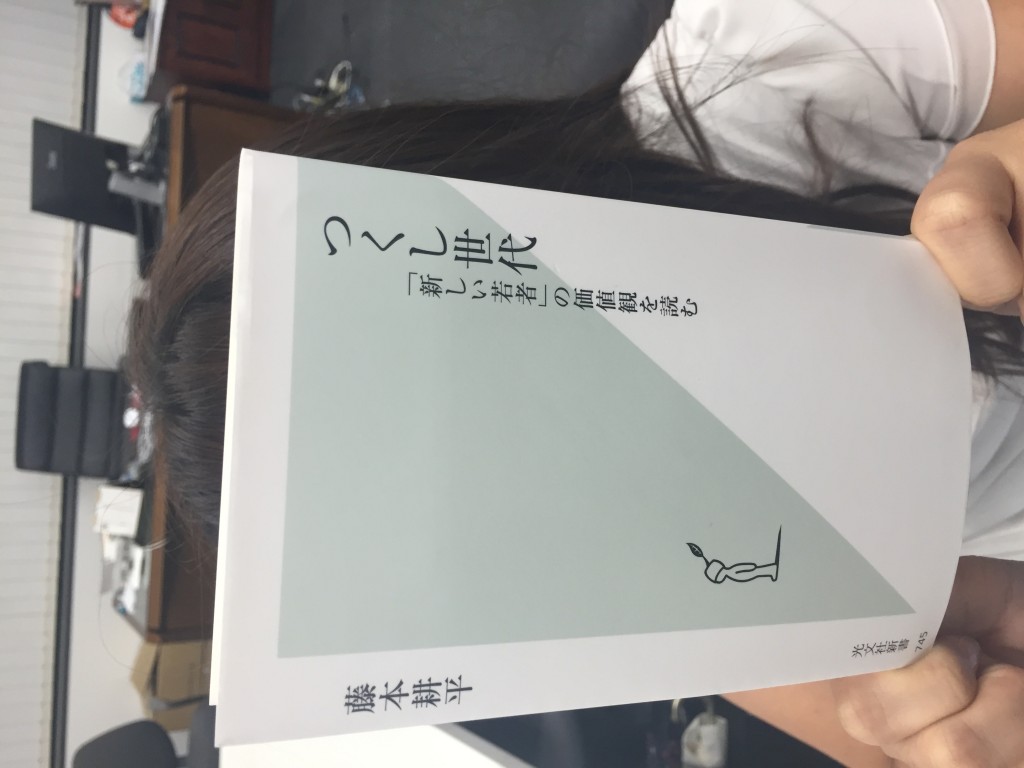 つくし世代
「新しい若者」の価値観を読む
藤本耕平
光文社新書
745